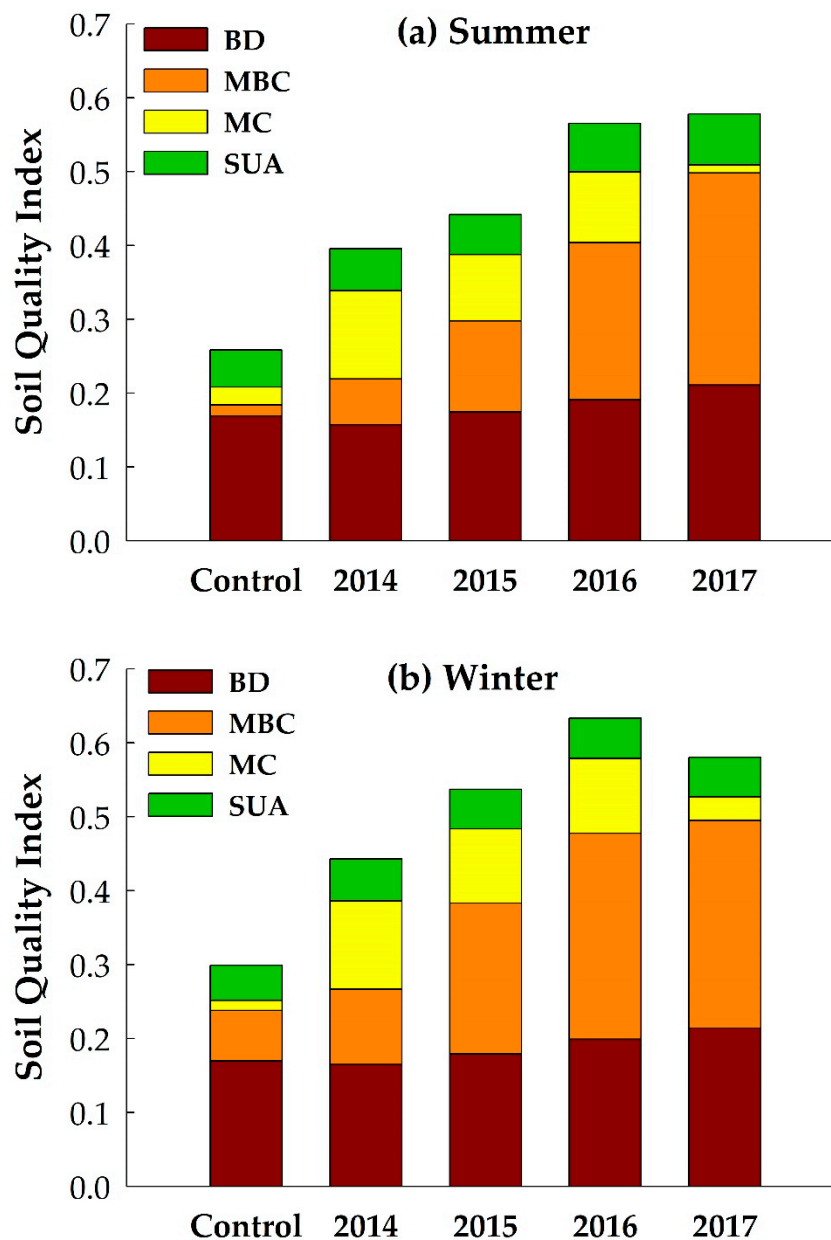 (a) Summer
BD
MBC
MC
SUA
Soil Quality Index
0.7
0.6
0.5
0.4
0.3
0.2
0.1
0.0
Control 2014 2015 2016 2017
(b) Winter
BD
MBC
MC
SUA
Soil Quality Index
0.7
0.6
0.5
0.4
0.3
0.2
0.1
0.0
Control 2014 2015 2016 2017